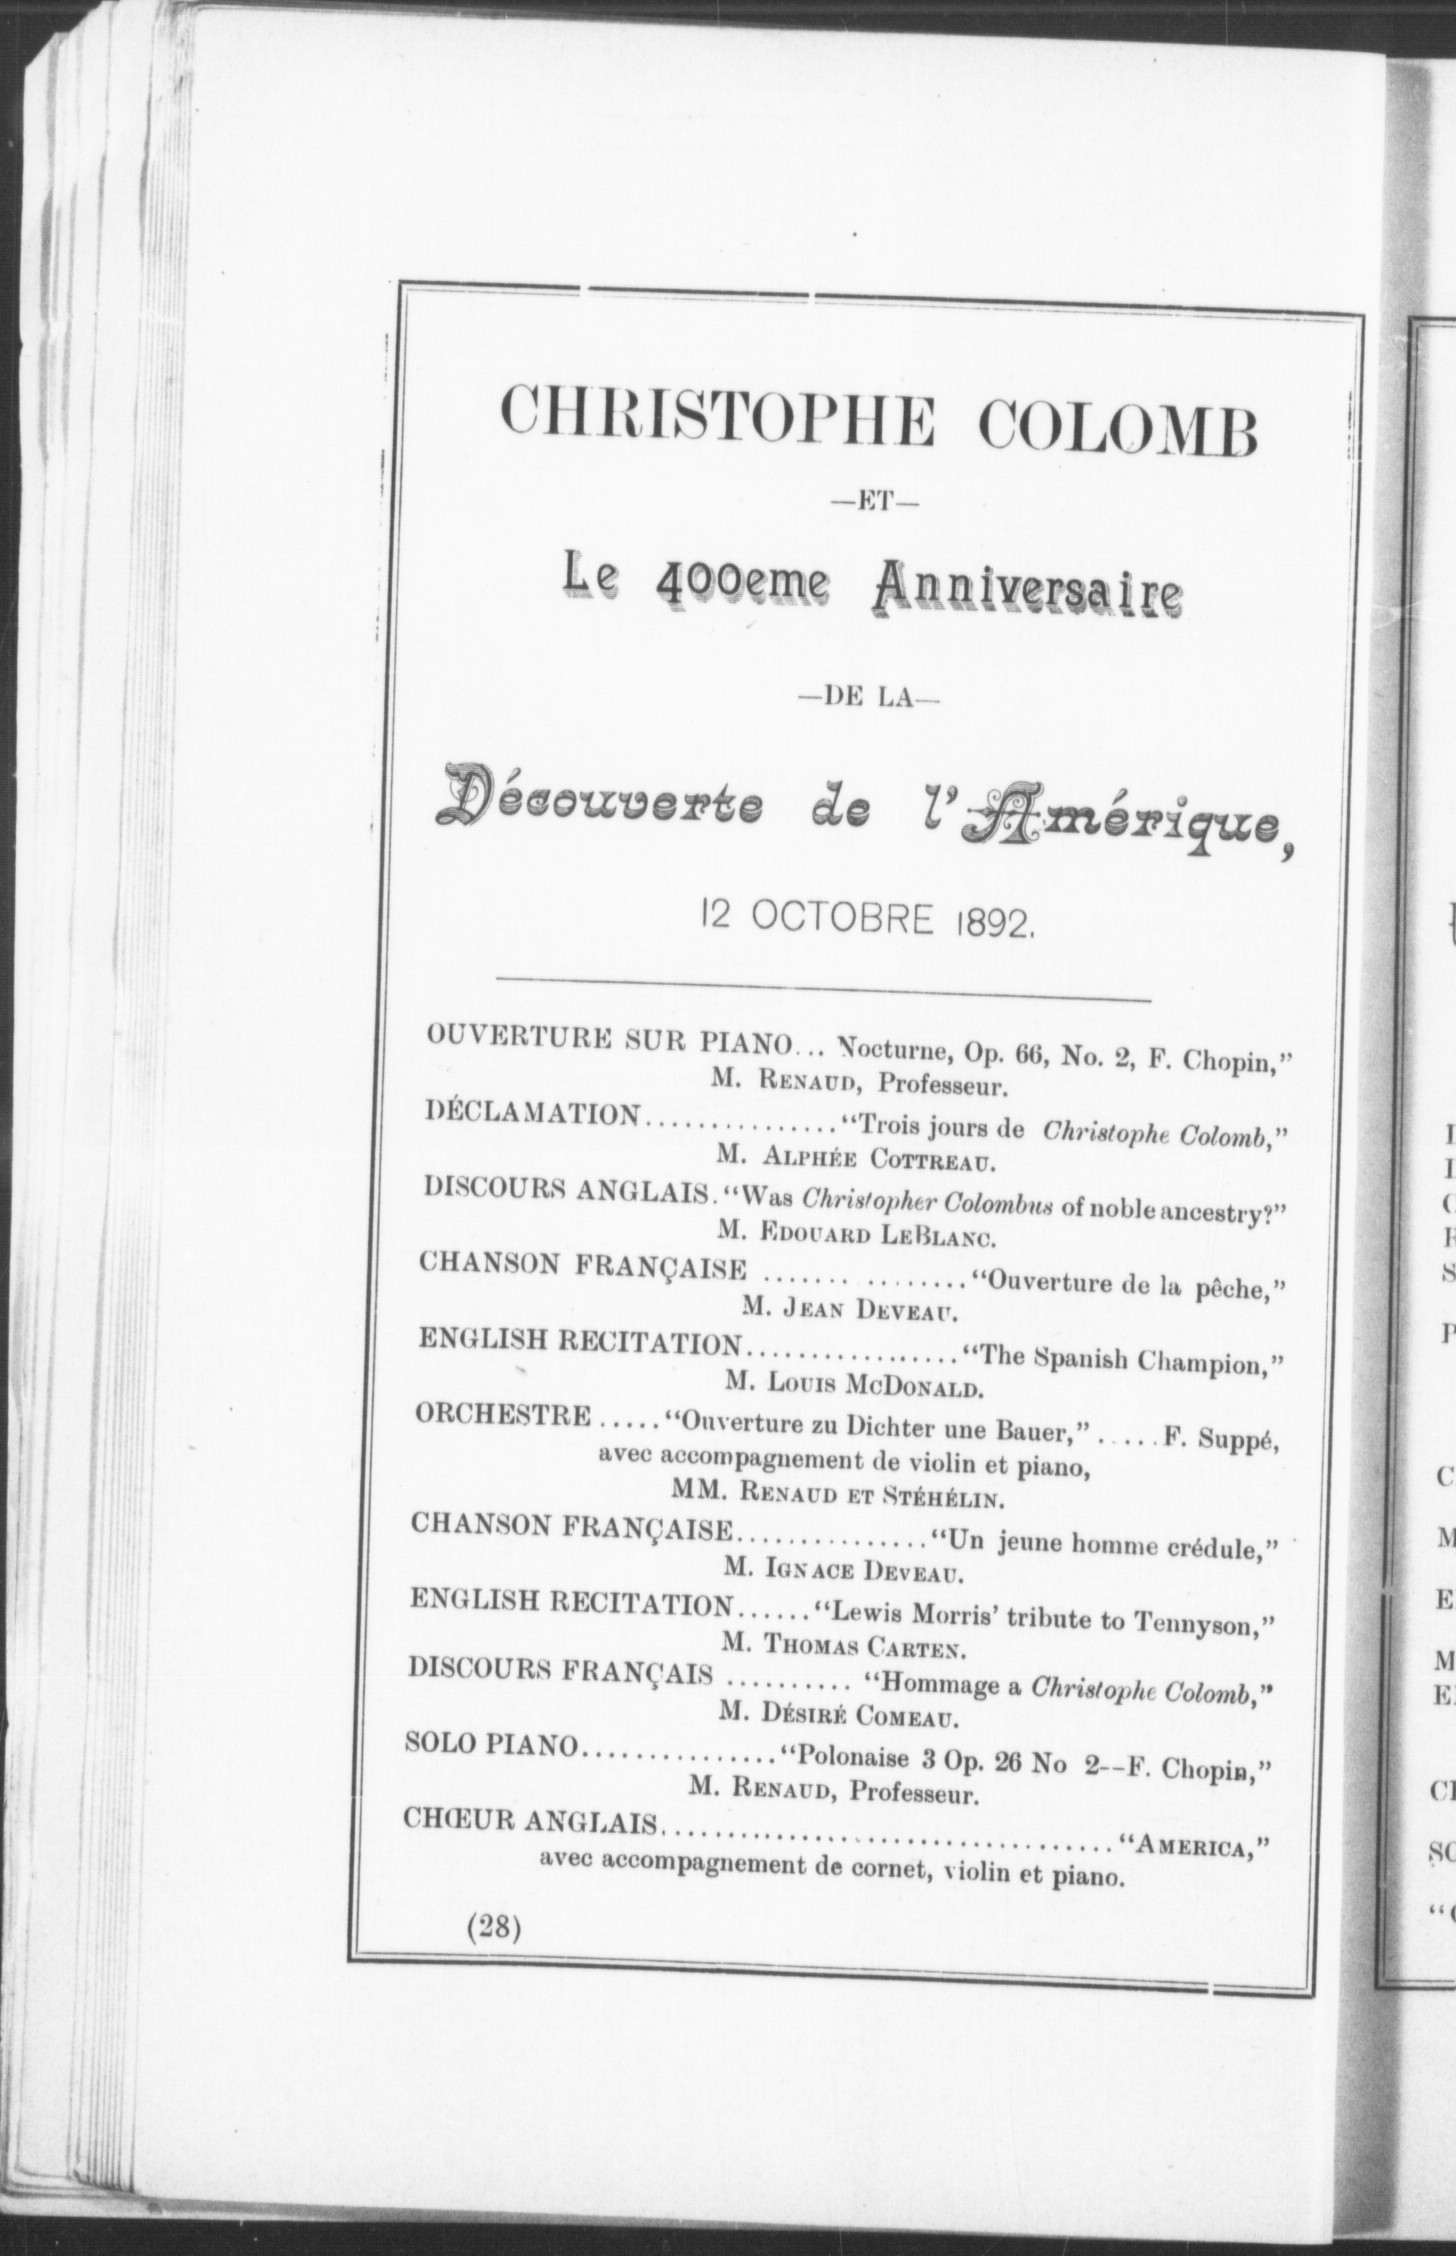 CHRISTOPHE COLOMB
—ET—
Le 400eme Anniversaire
—DE LA—
Découverte de l'Amérique,
12 OCTOBRE 1892.
OUVERTURE SUR PIANO... Nocturne, Op. 66, No. 2, F. Chopin,"
M. RENAUD, Professeur.
DÉCLAMATION..............."Trois jours de Christophe Colomb,"
M. ALPHÉE COTTREAU.
DISCOURS ANGLAIS."Was Christopher Colombus of noble ancestry?"
M. EDOUARD LEBLANC.
CHANSON FRANÇAISE ....... ........"Ouverture de la pêche,"
M. JEAN DEVEAU.
ENGLISH RECITATION................."The Spanish Champion,"
M. LOUIS MCDONALD.
ORCHESTRE ....."Ouverture zu Dichter une Bauer," .....F. Suppé,
avec accompagnement de violin et piano,
MM. RENAUD ET STÉHÉLIN.
CHANSON FRANÇAISE..............."Un jeune homme crédule,"
M. IGNACE DEVEAU.
ENGLISH RECITATION......"Lewis Morris' tribute to Tennyson,"
M. THOMAS CARTEN.
DISCOURS FRANÇAIS .......... "Hommage a Christophe Colomb,"
M. DÉSIRÉ COMEAU.
SOLO PIANO..............."Polonaise 3 Op. 26 No 2--F. Chopin,"
M. RENAUD, Professeur.
CHŒUR ANGLAIS..................................."AMERICA,"
avec accompagnement de cornet, violin et piano.
(28)